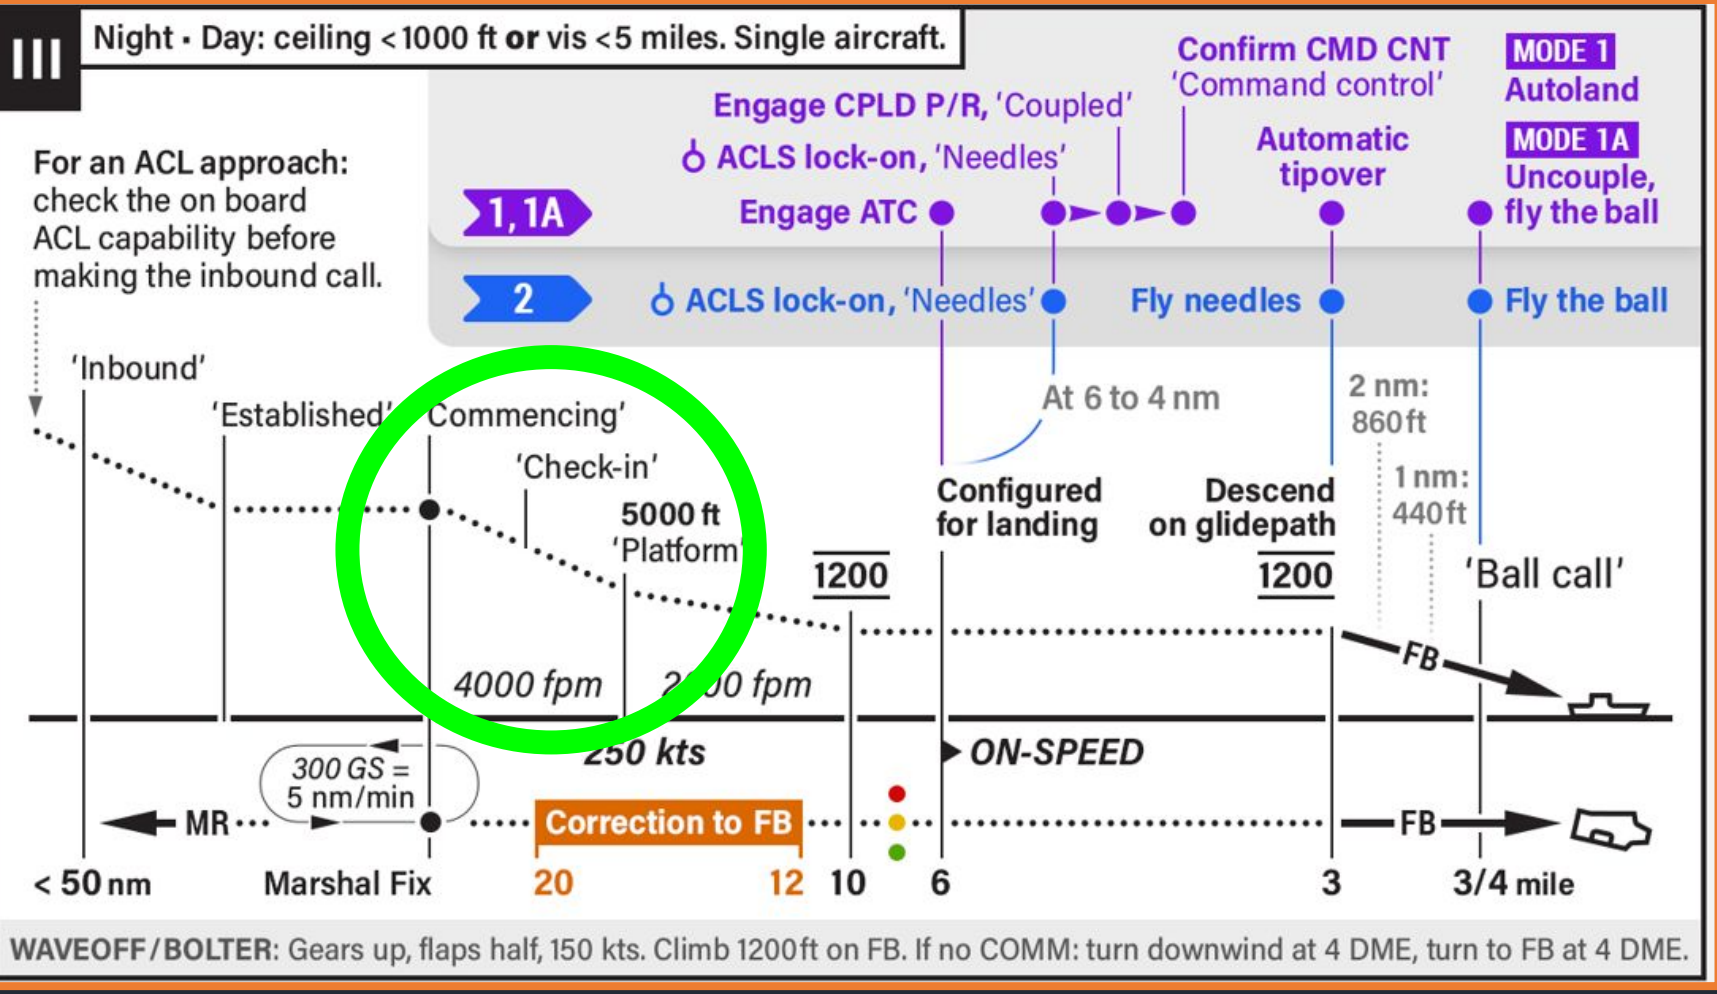 III
Night · Day: ceiling <1000 ft or vis <5 miles. Single aircraft.
For an ACL approach:
check the on board
ACL capability before
making the inbound call.
Confirm CMD CNT
'Command control'
MODE 1
Autoland
Engage CPLD P/R, 'Coupled'
Automatic
tipover
MODE 1A
Uncouple,
fly the ball
ACLS lock-on, 'Needles'
1, 1A
Engage ATC
2
ACLS lock-on, 'Needles'
Fly needles
Fly the ball
'Inbound'
'Established'
Commencing'
'Check-in'
5000 ft
'Platform'
At 6 to 4 nm
2 nm:
860 ft
1 nm:
440 ft
Configured
for landing
Descend
on glidepath
1200
1200
'Ball call'
FB
4000 fpm
2000 fpm
250 kts
ON-SPEED
300 GS =
5 nm/min
MR
Correction to FB
FB
< 50 nm
Marshal Fix
20
12
10
6
3
3/4 mile
WAVEOFF/BOLTER: Gears up, flaps half, 150 kts. Climb 1200ft on FB. If no COMM: turn downwind at 4 DME, turn to FB at 4 DME.